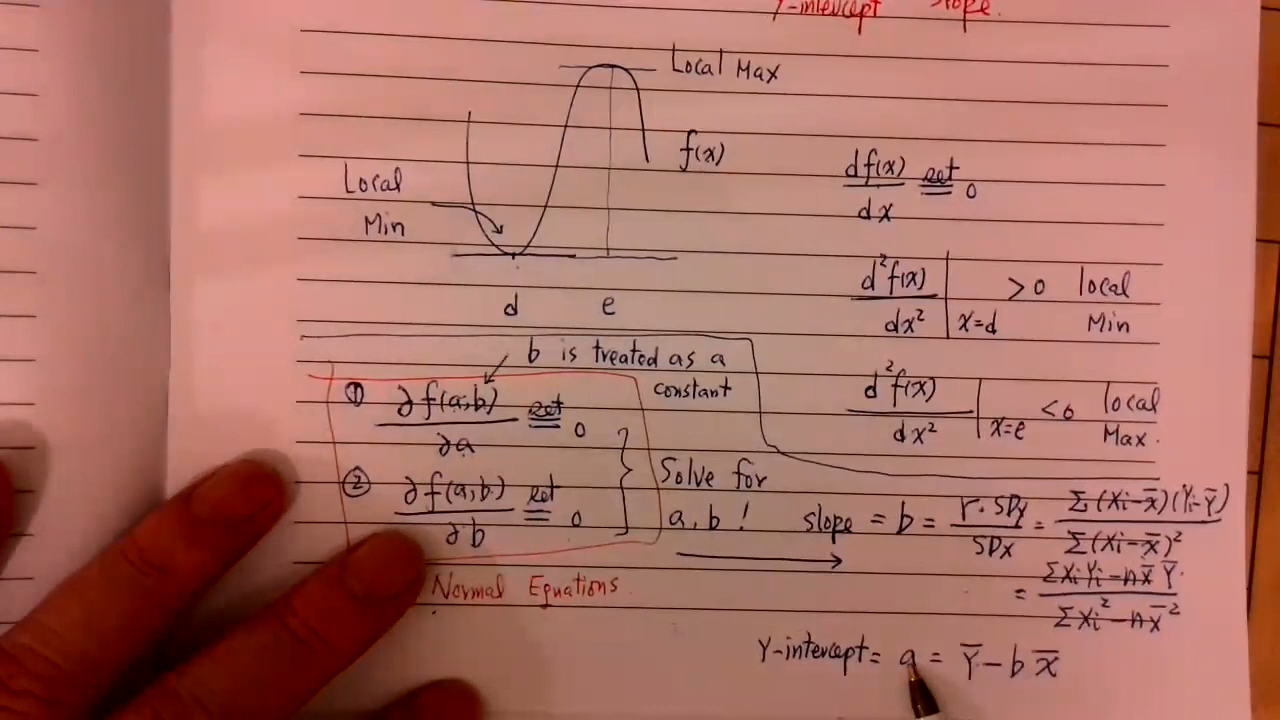 Y-intercept slope.
Local Max
f(x)
Local
Min
d e
df(x)/dx set= 0
d²f(x)/dx² | x=d >0 local Min
d²f(x)/dx² | x=e <0 local Max.
b is treated as a
constant
① ∂f(a,b)/∂a set= 0
② ∂f(a,b)/∂b set= 0
Solve for
a, b !
slope = b = r·SDy/SDx = Σ(Xi-x̄)(Yi-Ȳ)/Σ(Xi-x̄)²
= ΣXiYi-nx̄Ȳ/ΣXi²-nx̄²
Normal Equations
Y-intercept = a = Ȳ - b x̄